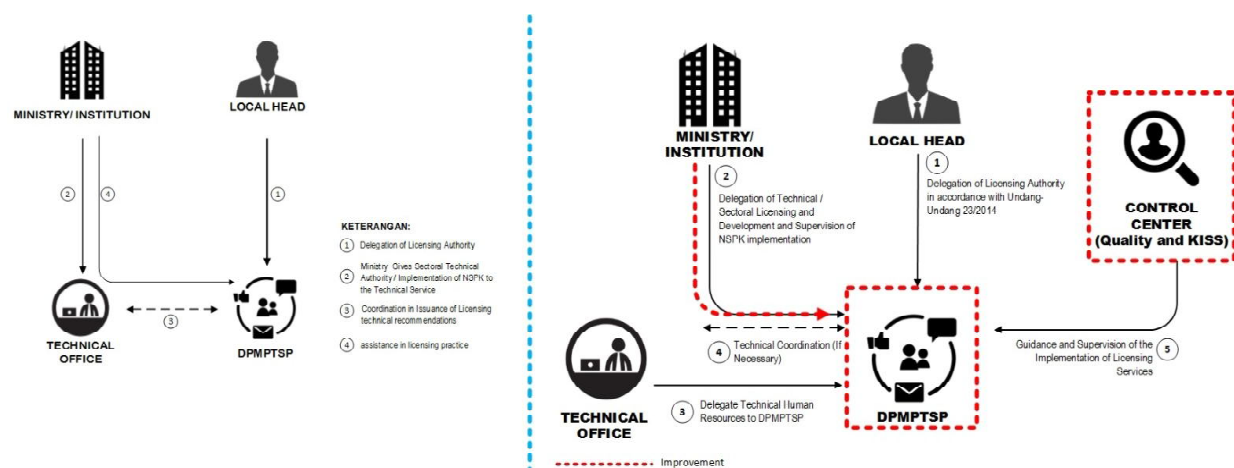 MINISTRY/ INSTITUTION
LOCAL HEAD
2
4
1
KETERANGAN:
1 Delegation of Licensing Authority
2 Ministry Gives Sectoral Technical
Authority / Implementation of NSPK to
the Technical Service
3 Coordination in Issuance of Licensing
technical recommendations
4 assistance in licensing practice
3
TECHNICAL
OFFICE
DPMPTSP
MINISTRY/
INSTITUTION
LOCAL HEAD
2
Delegation of Technical /
Sectoral Licensing and
Development and Supervision of
NSPK implementation
1
Delegation of Licensing Authority
in accordance with Undang-
Undang 23/2014
CONTROL
CENTER
(Quality and KISS)
4 Technical Coordination (If
Necessary)
Guidance and Supervision of the
Implementation of Licensing
Services
5
3 Delegate Technical Human
Resources to DPMPTSP
TECHNICAL
OFFICE
DPMPTSP
Improvement